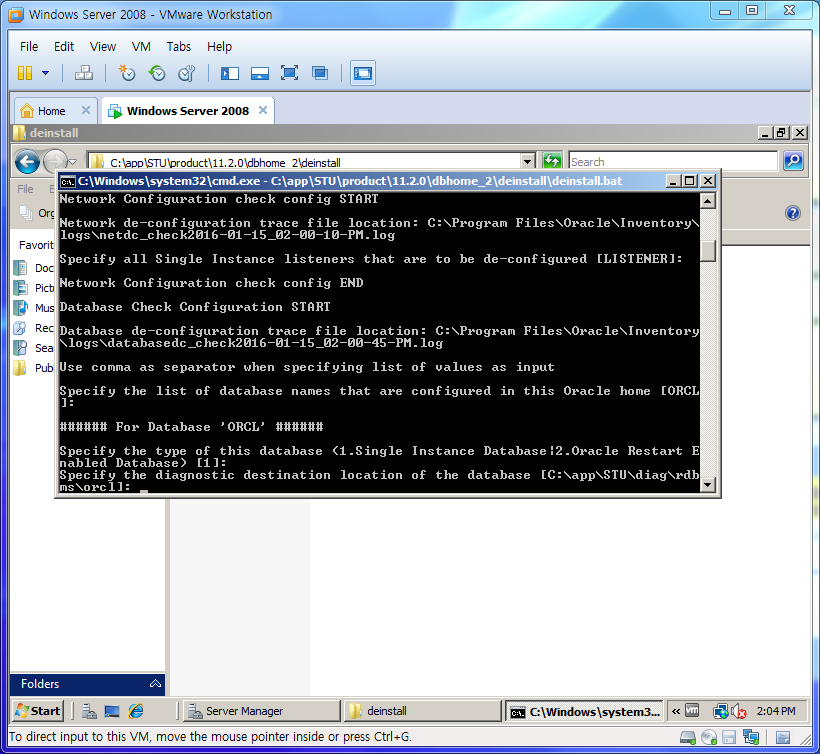 Windows Server 2008 - VMware Workstation
File Edit View VM Tabs Help
Home
Windows Server 2008
deinstall
C:\app\STU\product\11.2.0\dbhome_2\deinstall
Search
File
E
Org
Favorit
Doc
Pict
Mus
Rec
Sea
Pub
C:\Windows\system32\cmd.exe - C:\app\STU\product\11.2.0\dbhome_2\deinstall\deinstall.bat
Network Configuration check config START
Network de-configuration trace file location: C:\Program Files\Oracle\Inventory\
logs\netdc_check2016-01-15_02-00-10-PM.log
Specify all Single Instance listeners that are to be de-configured [LISTENER]:
Network Configuration check config END
Database Check Configuration START
Database de-configuration trace file location: C:\Program Files\Oracle\Inventory
\logs\databasedc_check2016-01-15_02-00-45-PM.log
Use comma as separator when specifying list of values as input
Specify the list of database names that are configured in this Oracle home [ORCL
]:
###### For Database 'ORCL' ######
Specify the type of this database (1.Single Instance Database|2.Oracle Restart E
nabled Database) [1]:
Specify the diagnostic destination location of the database [C:\app\STU\diag\rdb
ms\orcl]: _
Folders
Start
Server Manager
deinstall
C:\Windows\system3...
2:04 PM
To direct input to this VM, move the mouse pointer inside or press Ctrl+G.